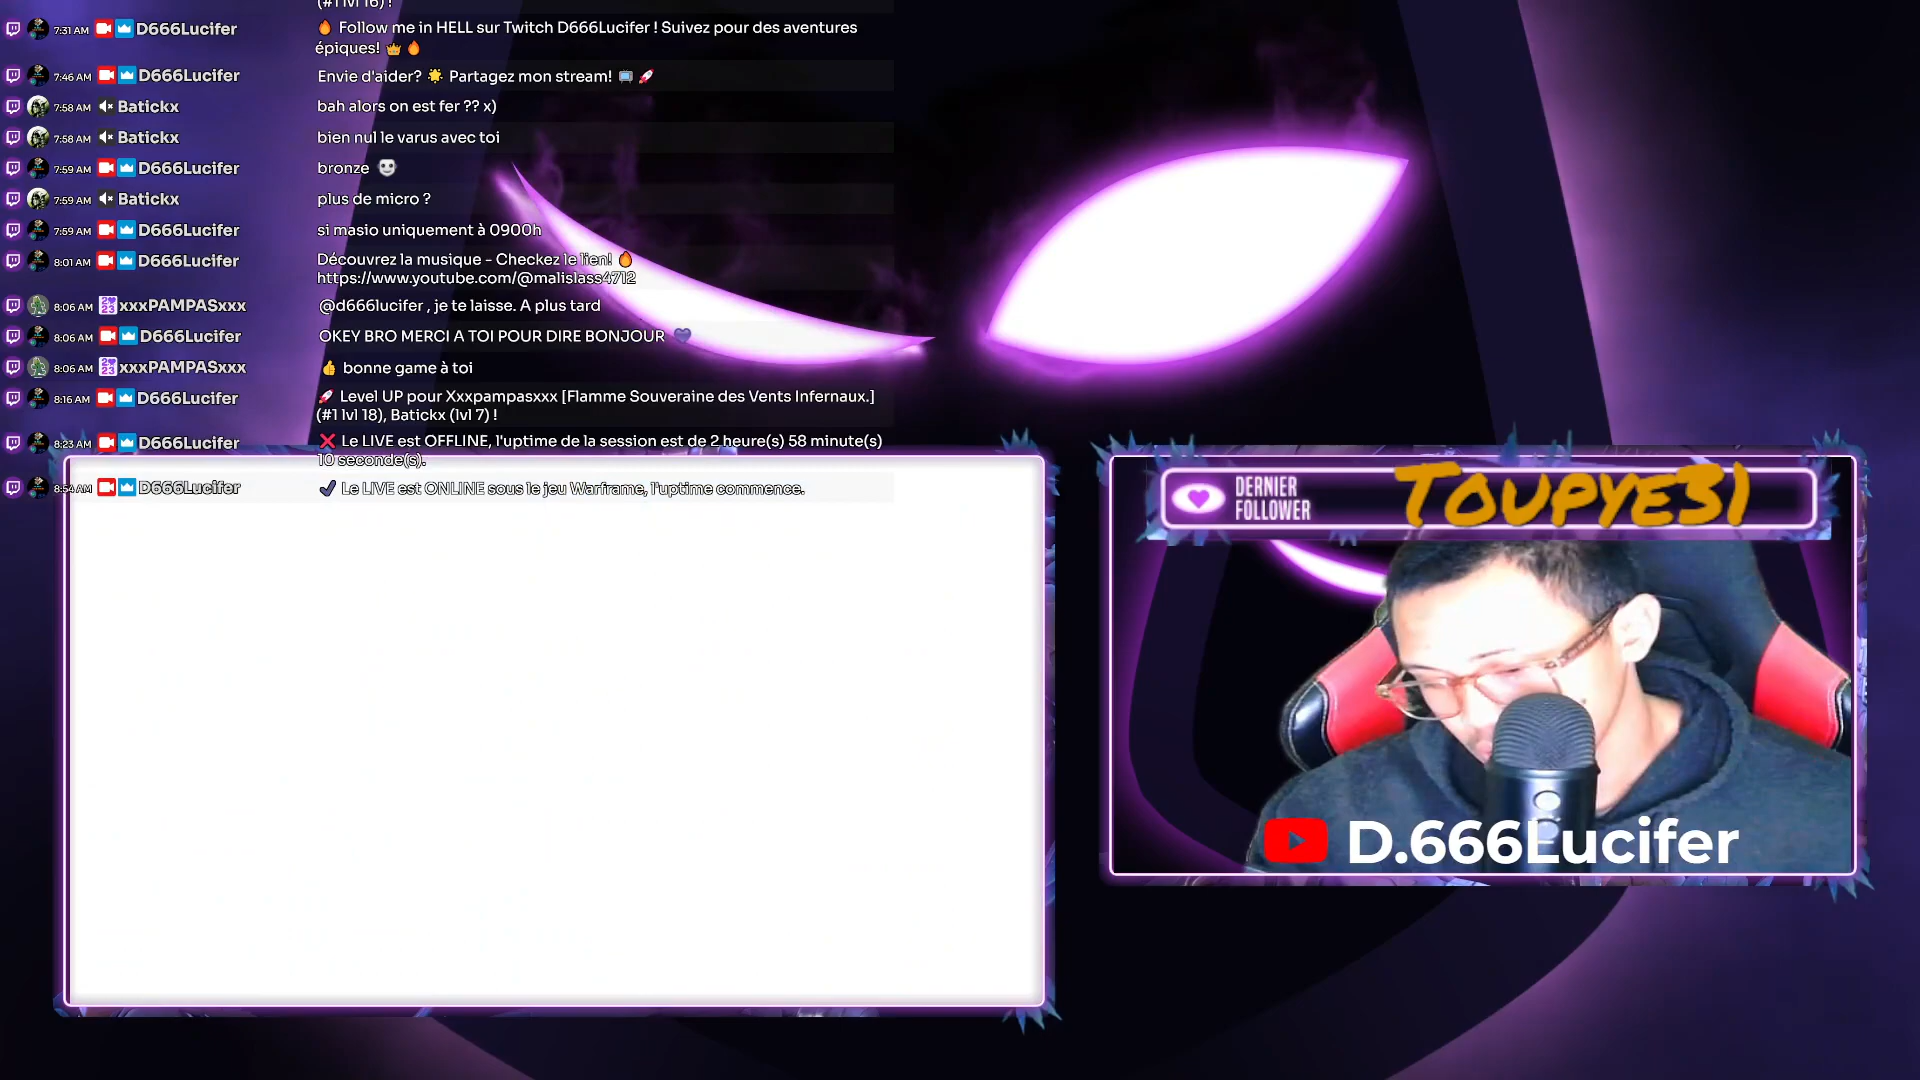 (#1 lvl 16) !
7:31 AM D666Lucifer 🔥 Follow me in HELL sur Twitch D666Lucifer ! Suivez pour des aventures
épiques! 👑 🔥
7:46 AM D666Lucifer Envie d'aider? 🌟 Partagez mon stream! 📺 🚀
7:58 AM Batickx bah alors on est fer ?? x)
7:58 AM Batickx bien nul le varus avec toi
7:59 AM D666Lucifer bronze
7:59 AM Batickx plus de micro ?
7:59 AM D666Lucifer si masio uniquement à 0900h
8:01 AM D666Lucifer Découvrez la musique - Checkez le lien! 🔥
https://www.youtube.com/@malislass4712
8:06 AM xxxPAMPASxxx @d666lucifer , je te laisse. A plus tard
8:06 AM D666Lucifer OKEY BRO MERCI A TOI POUR DIRE BONJOUR
8:06 AM xxxPAMPASxxx 👍 bonne game à toi
8:16 AM D666Lucifer 🚀 Level UP pour Xxxpampasxxx [Flamme Souveraine des Vents Infernaux.]
(#1 lvl 18), Batickx (lvl 7) !
8:23 AM D666Lucifer ❌ Le LIVE est OFFLINE, l'uptime de la session est de 2 heure(s) 58 minute(s)
10 seconde(s).
8:54 AM D666Lucifer ✔ Le LIVE est ONLINE sous le jeu Warframe, l'uptime commence.
DERNIER
FOLLOWER
Toupye31
D.666Lucifer